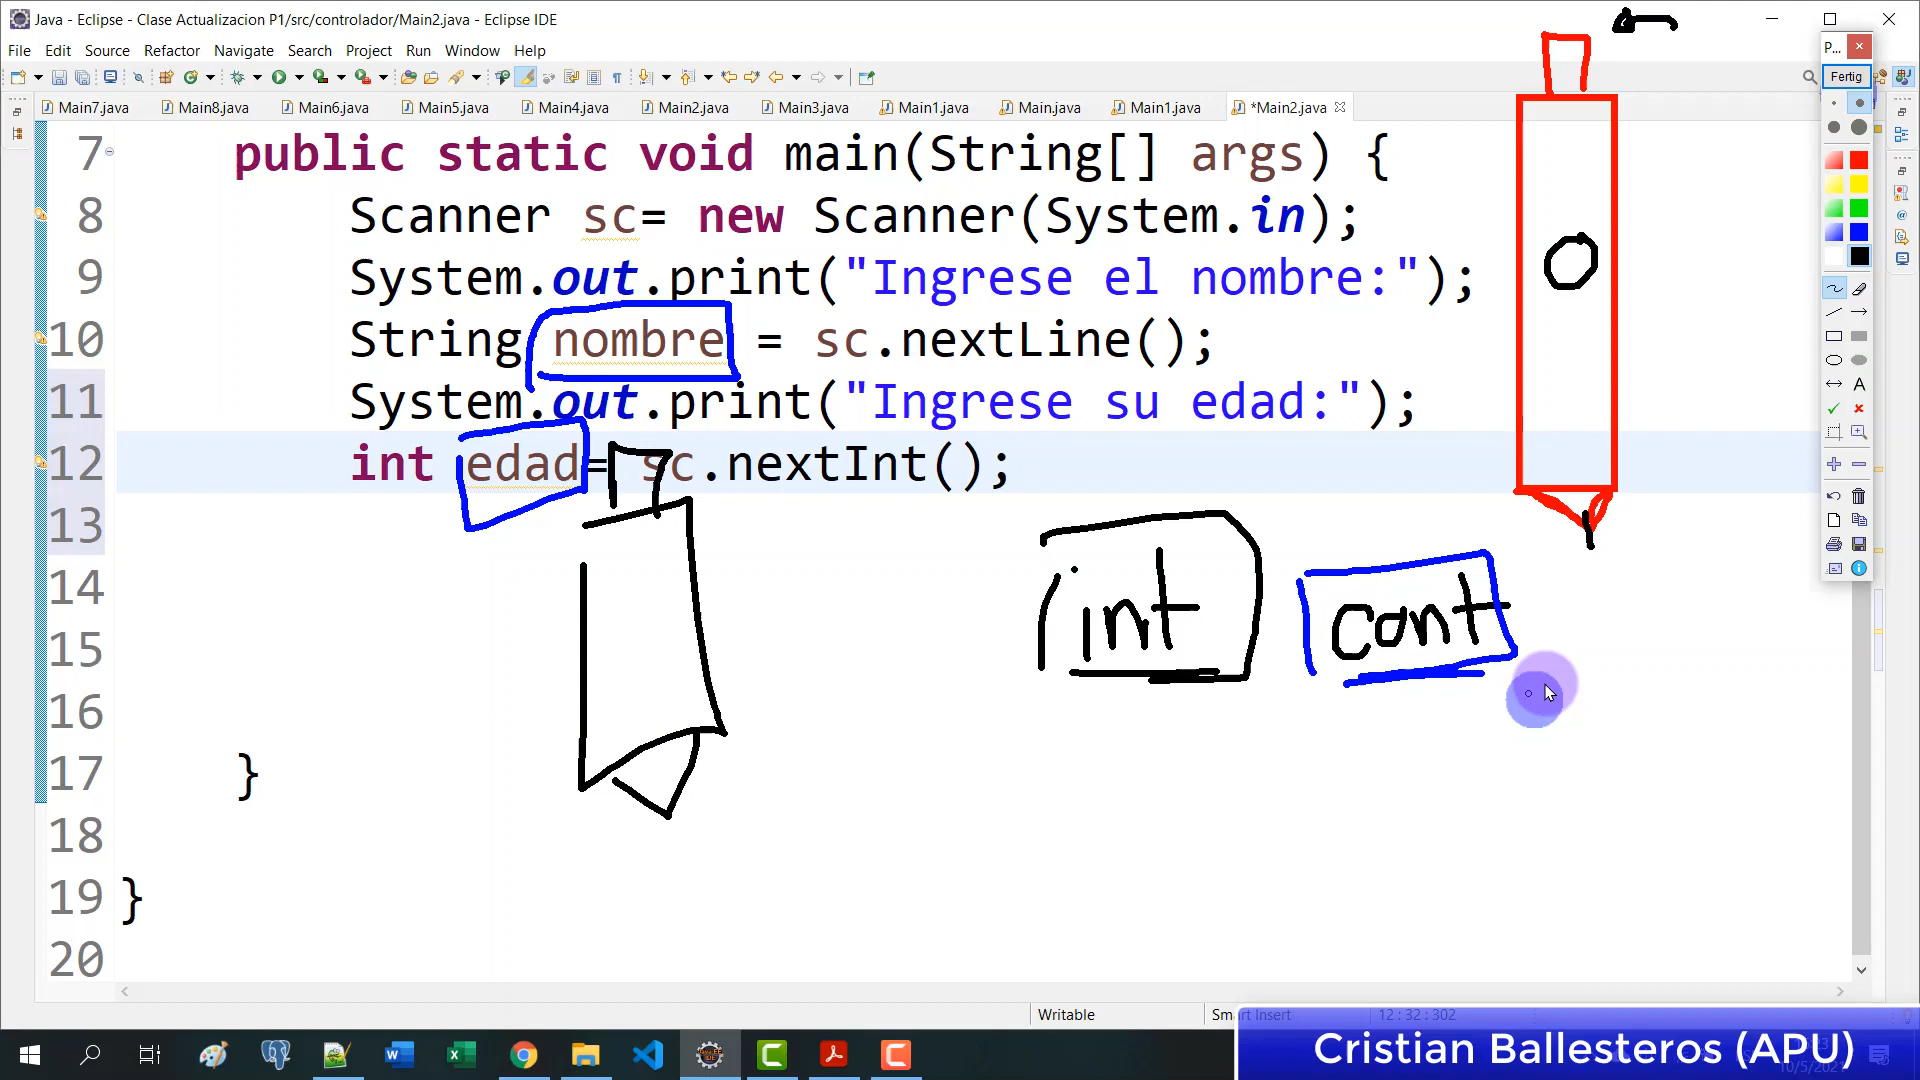 Java - Eclipse - Clase Actualizacion P1/src/controlador/Main2.java - Eclipse IDE
File Edit Source Refactor Navigate Search Project Run Window Help
P...
Fertig
Main7.java Main8.java Main6.java Main5.java Main4.java Main2.java Main3.java Main1.java Main.java Main1.java *Main2.java
7 public static void main(String[] args) {
8 Scanner sc= new Scanner(System.in);
9 System.out.print("Ingrese el nombre:");
10 String nombre = sc.nextLine();
11 System.out.print("Ingrese su edad:");
12 int edad= sc.nextInt();
13
14
int cont
15
16
17 }
18
19 }
20
Writable Smart Insert 12 : 32 : 302
Cristian Ballesteros (APU)